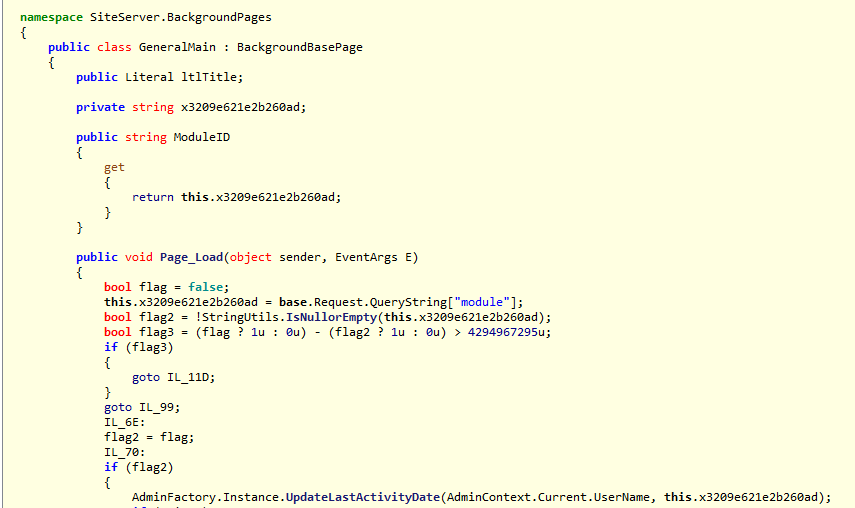 namespace SiteServer.BackgroundPages
{
public class GeneralMain : BackgroundBasePage
{
public Literal ltlTitle;
private string x3209e621e2b260ad;
public string ModuleID
{
get
{
return this.x3209e621e2b260ad;
}
}
public void Page_Load(object sender, EventArgs E)
{
bool flag = false;
this.x3209e621e2b260ad = base.Request.QueryString["module"];
bool flag2 = !StringUtils.IsNullorEmpty(this.x3209e621e2b260ad);
bool flag3 = (flag ? 1u : 0u) - (flag2 ? 1u : 0u) > 4294967295u;
if (flag3)
{
goto IL_11D;
}
goto IL_99;
IL_6E:
flag2 = flag;
IL_70:
if (flag2)
{
AdminFactory.Instance.UpdateLastActivityDate(AdminContext.Current.UserName, this.x3209e621e2b260ad);